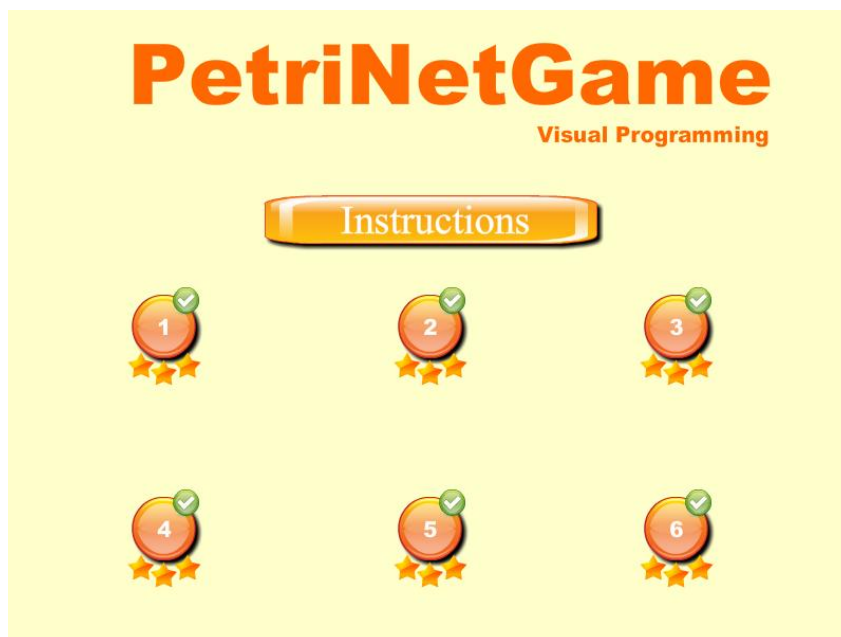 PetriNetGame
Visual Programming
Instructions
1 2 3
4 5 6